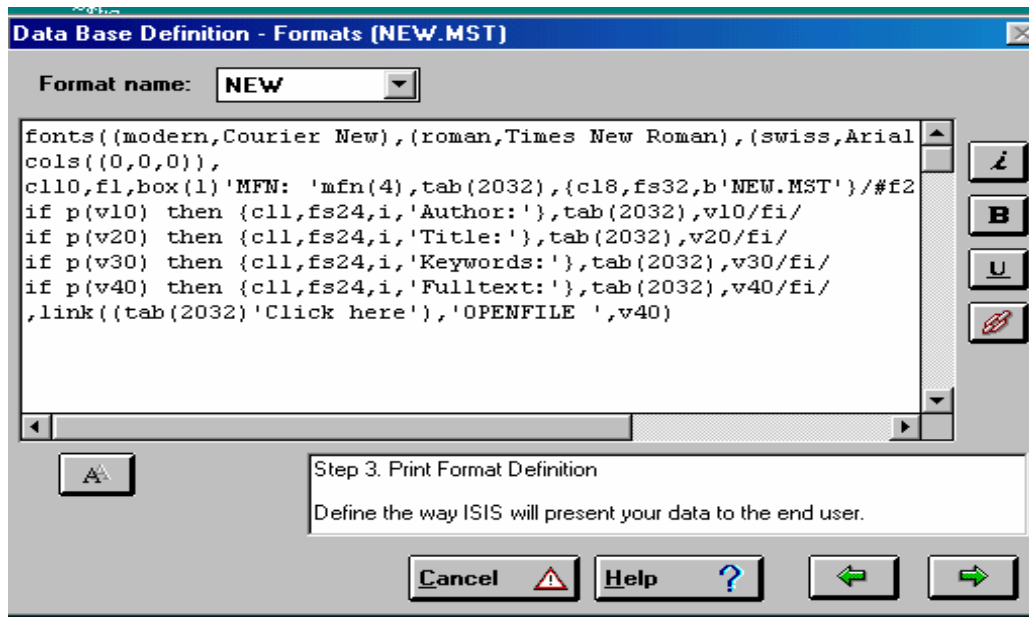 Data Base Definition - Formats (NEW.MST)
Format name: NEW
fonts((modern,Courier New),(roman,Times New Roman),(swiss,Arial
cols((0,0,0)),
cl10,f1,box(1)'MFN: 'mfn(4),tab(2032),{cl8,fs32,b'NEW.MST'}/#f2
if p(v10) then {cl1,fs24,i,'Author:'},tab(2032),v10/fi/
if p(v20) then {cl1,fs24,i,'Title:'},tab(2032),v20/fi/
if p(v30) then {cl1,fs24,i,'Keywords:'},tab(2032),v30/fi/
if p(v40) then {cl1,fs24,i,'Fulltext:'},tab(2032),v40/fi/
,link((tab(2032)'Click here'),'OPENFILE ',v40)
i
B
U
A
Step 3. Print Format Definition
Define the way ISIS will present your data to the end user.
Cancel Help ?